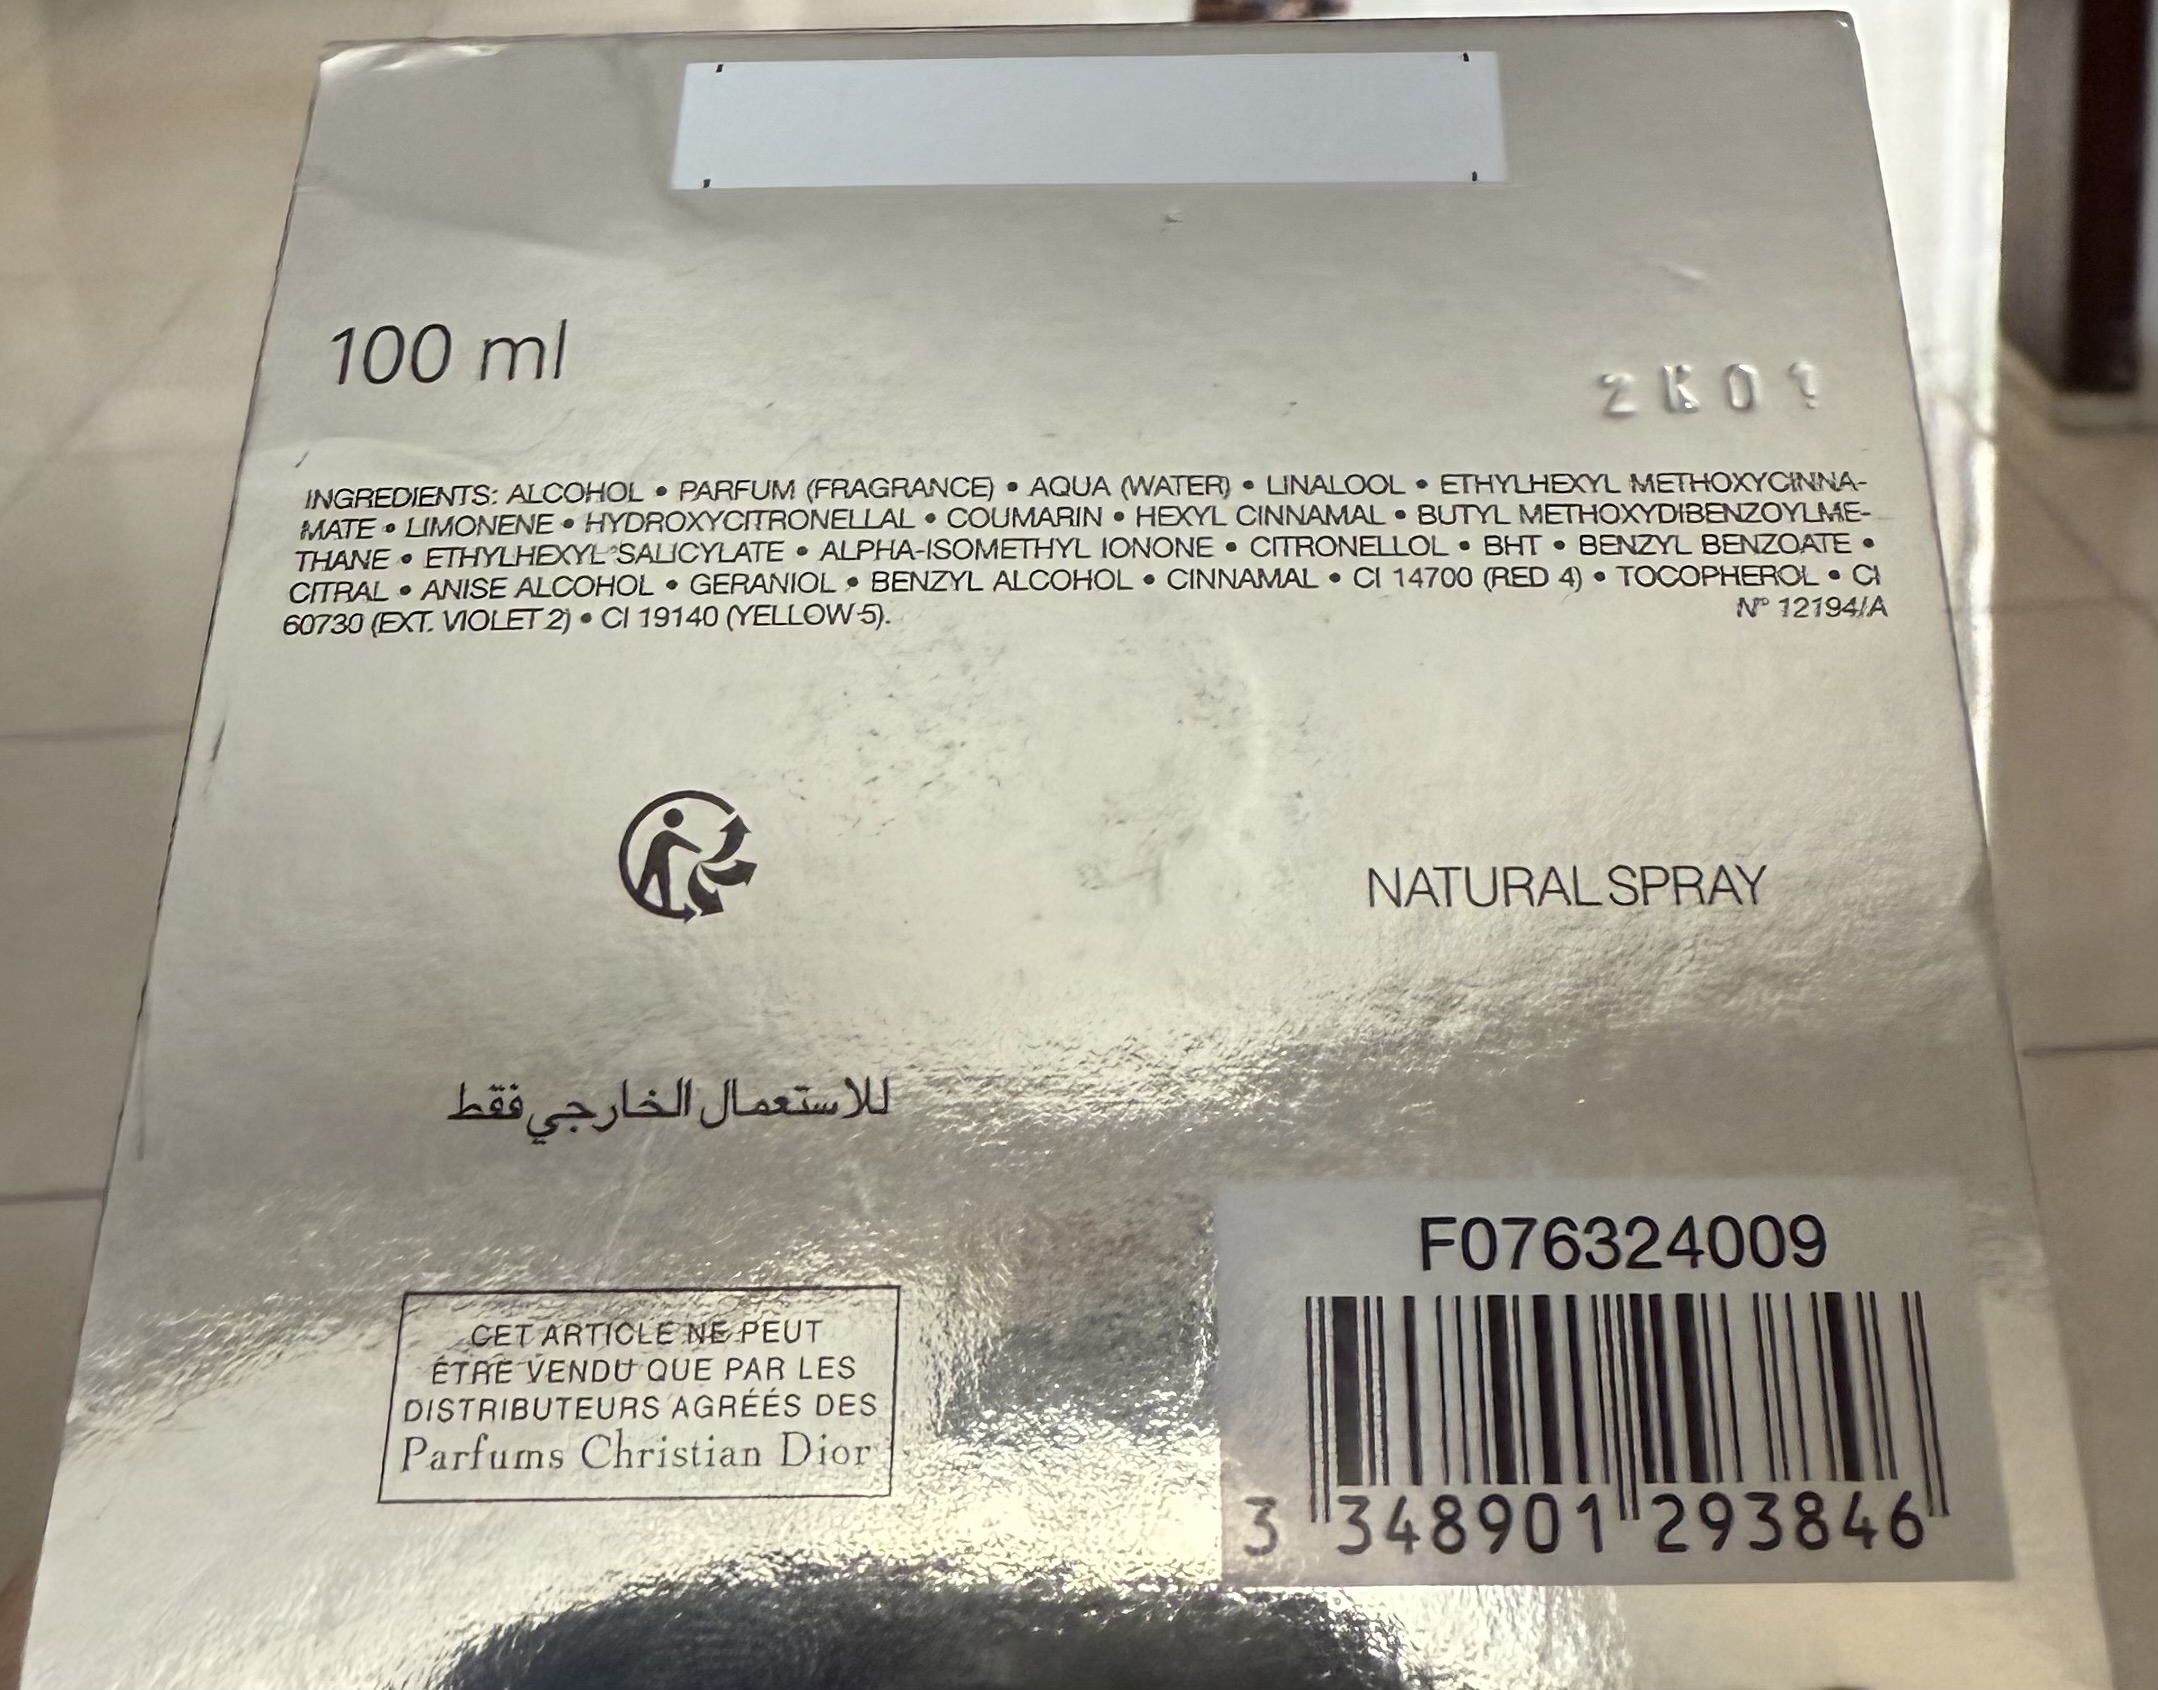 100 ml
2K01
INGREDIENTS: ALCOHOL • PARFUM (FRAGRANCE) • AQUA (WATER) • LINALOOL • ETHYLHEXYL METHOXYCINNA-
MATE • LIMONENE • HYDROXYCITRONELLAL • COUMARIN • HEXYL CINNAMAL • BUTYL METHOXYDIBENZOYLME-
THANE • ETHYLHEXYL SALICYLATE • ALPHA-ISOMETHYL IONONE • CITRONELLOL • BHT • BENZYL BENZOATE •
CITRAL • ANISE ALCOHOL • GERANIOL • BENZYL ALCOHOL • CINNAMAL • CI 14700 (RED 4) • TOCOPHEROL • CI
60730 (EXT. VIOLET 2) • CI 19140 (YELLOW 5). N° 12194/A
NATURAL SPRAY
للاستعمال الخارجي فقط
CET ARTICLE NE PEUT
ÊTRE VENDU QUE PAR LES
DISTRIBUTEURS AGRÉÉS DES
Parfums Christian Dior
F076324009
3 348901 293846